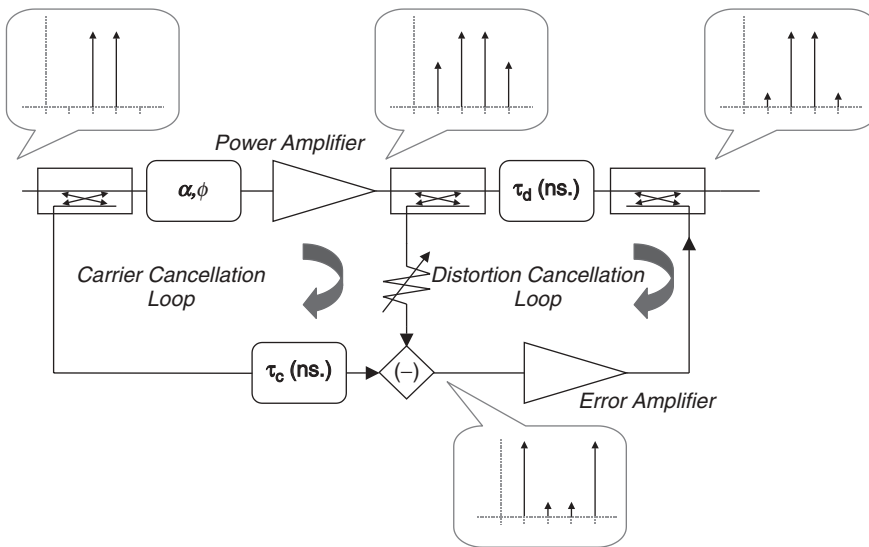 Power Amplifier
α,ϕ
τd (ns.)
Carrier Cancellation
Loop
Distortion Cancellation
Loop
τc (ns.)
(–)
Error Amplifier